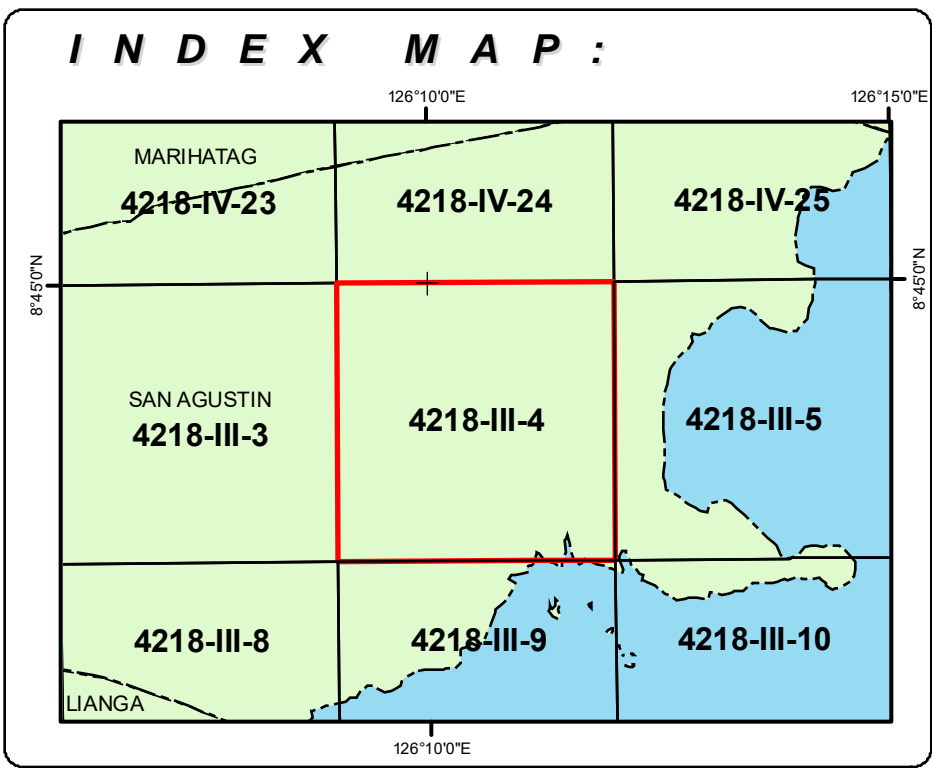 INDEX MAP:
126°10'0"E
126°15'0"E
MARIHATAG
4218-IV-23
4218-IV-24
4218-IV-25
8°45'0"N
8°45'0"N
SAN AGUSTIN
4218-III-3
4218-III-4
4218-III-5
4218-III-8
4218-III-9
4218-III-10
LIANGA
126°10'0"E